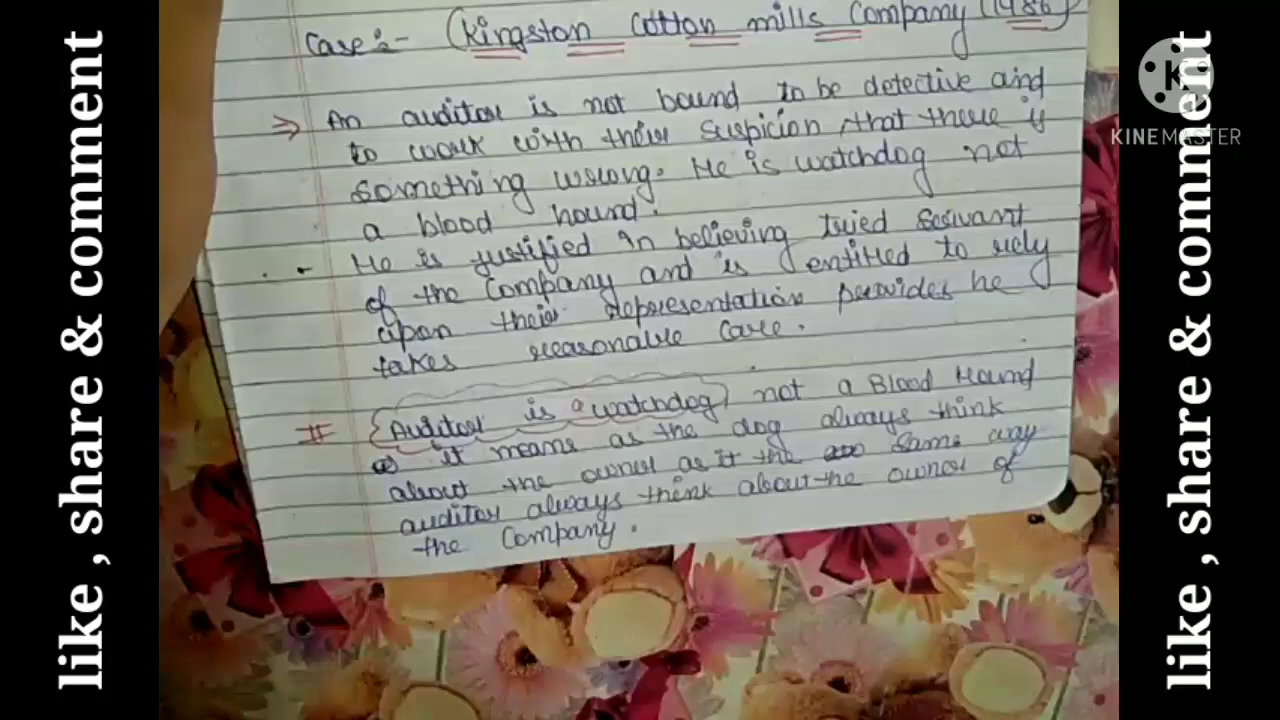 Case:- (Kingston Cotton mills Company (1986)
⇒ An auditor is not bound to be detective and
to work with their suspicion, that there is
something wrong. He is watchdog not
a blood hound.
He is justified in believing tried servant
of the Company and is entitled to rely
upon their representation provides he
takes reasonable care.
# Auditor is a watchdog not a Blood Hound
it means as the dog always think
about the owner as it the same way
auditor always think about the owner of
the Company.
like , share & comment
like , share & comment
K
KINEMASTER